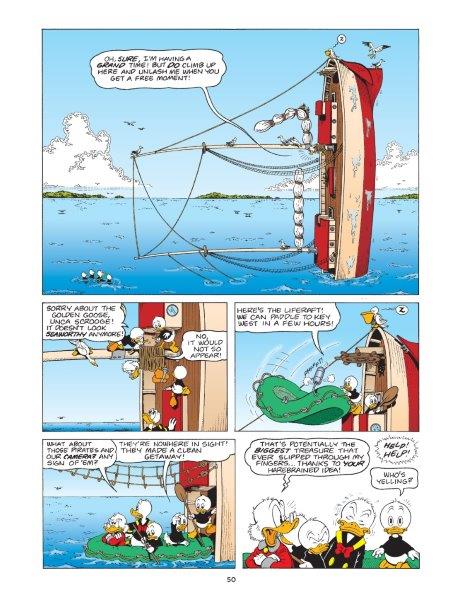 Z
OH, SURE, I'M HAVING A
GRAND TIME! BUT DO CLIMB UP
HERE AND UNLASH ME WHEN YOU
GET A FREE MOMENT!
SORRY ABOUT THE
GOLDEN GOOSE,
UNCA SCROOGE!
IT DOESN'T LOOK
SEAWORTHY ANYMORE!
NO,
IT WOULD
NOT SO
APPEAR!
HERE'S THE LIFERAFT!
WE CAN PADDLE TO KEY
WEST IN A FEW HOURS!
Z
WHAT ABOUT
THOSE PIRATES AND
OUR CAMERA? ANY
SIGN OF 'EM?
THEY'RE NOWHERE IN SIGHT!
THEY MADE A CLEAN
GETAWAY!
THAT'S POTENTIALLY THE
BIGGEST TREASURE THAT
EVER SLIPPED THROUGH MY
FINGERS... THANKS TO YOUR
HAREBRAINED IDEA!
HELP!
HELP!
WHO'S
YELLING?
50